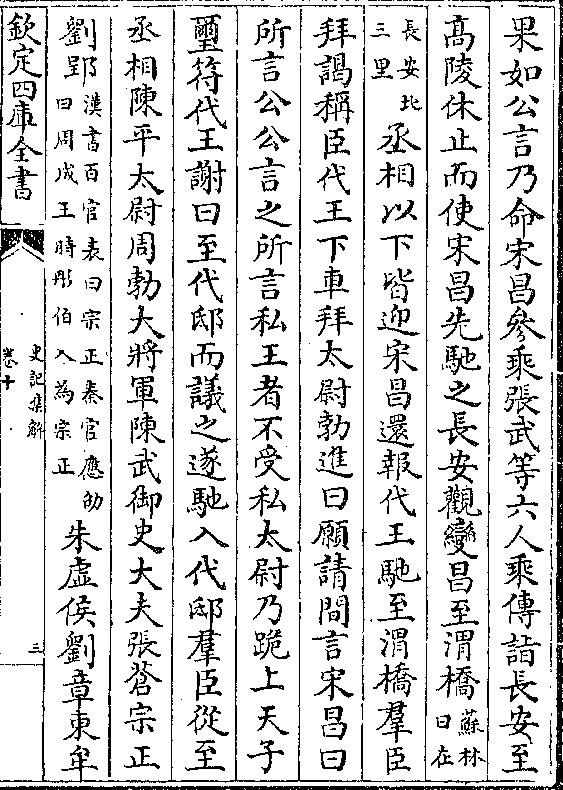 果如公言乃命宋昌參乗張武等六人乘傳詣長安至
髙陵休止而使宋昌先馳之長安觀變昌至渭橋蘇林曰在
長安北三里丞相以下皆迎宋昌還報代王馳至渭橋羣臣
拜謁稱臣代王下車拜太尉勃進曰願請間言宋昌曰
所言公公言之所言私王者不受私太尉乃跪上天子
璽符代王謝曰至代邸而議之遂馳入代邸羣臣從至
丞相陳平太尉周勃大將軍陳武御史大夫張蒼宗正
劉郢漢書百官表曰宗正秦官應劭曰周成王時彤伯入為宗正朱虚侯劉章東牟
欽定四庫全書
史記集解
卷十
三